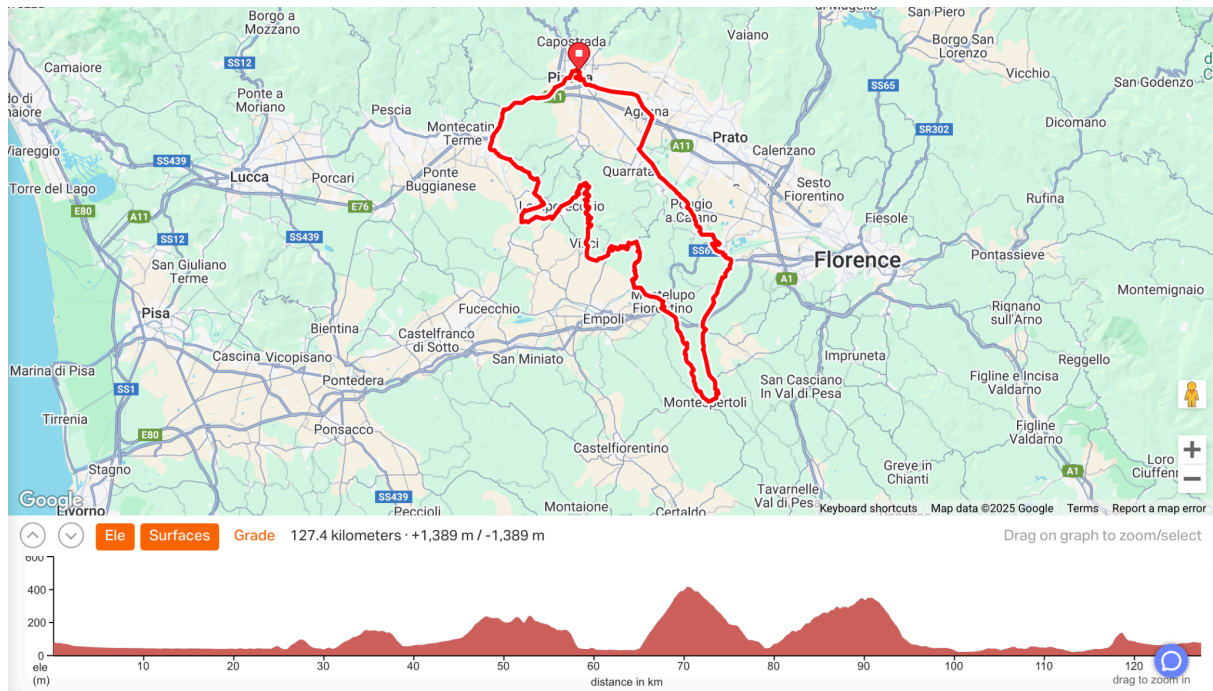 Borgo a
Mozzano
Capostrada
Vaiano
San Piero
Borgo San
Lorenzo
Camaiore
SS12
Vicchio
San Godenzo
SS65
Ponte a
Moriano
Pescia
Agliana
Dicomano
Montecatini
Terme
Prato
SR302
A11
Calenzano
Viareggio
SS439
Lucca
Porcari
Ponte
Buggianese
Quarrata
Sesto
Fiorentino
Torre del Lago
E80
A11
E76
Poggio
a Caiano
Rufina
Fiesole
SS12
SS439
Vinci
Florence
Pontassieve
San Giuliano
Terme
A1
Montemignaio
Pisa
Fucecchio
Empoli
Montelupo
Fiorentino
Rignano
sull'Arno
Bientina
Castelfranco
di Sotto
San Miniato
Impruneta
Reggello
Marina di Pisa
Cascina
Vicopisano
Pontedera
San Casciano
In Val di Pesa
Figline e Incisa
Valdarno
SS1
Montespertoli
Tirrenia
E80
Ponsacco
Castelfiorentino
Figline
Valdarno
Stagno
Greve in
Chianti
A1
Loro
SS439
Tavarnelle
Val di Pesa
Google
Livorno
Peccioli
Montaione
Certaldo
Keyboard shortcuts
Map data ©2025 Google
Terms
Report a map error
Ele
Surfaces
Grade
127.4 kilometers · +1,389 m / -1,389 m
Drag on graph to zoom/select
600
400
200
0
ele
(m)
10 20 30 40 50 60 70 80 90 100 110 120
distance in km
drag to zoom in